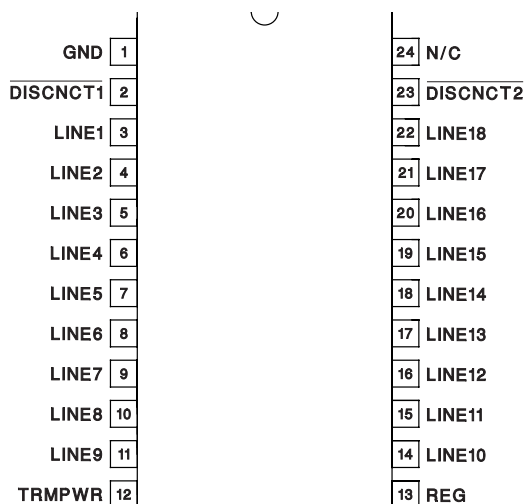 GND 1 24 N/C
DISCNCT1 2 23 DISCNCT2
LINE1 3 22 LINE18
LINE2 4 21 LINE17
LINE3 5 20 LINE16
LINE4 6 19 LINE15
LINE5 7 18 LINE14
LINE6 8 17 LINE13
LINE7 9 16 LINE12
LINE8 10 15 LINE11
LINE9 11 14 LINE10
TRMPWR 12 13 REG